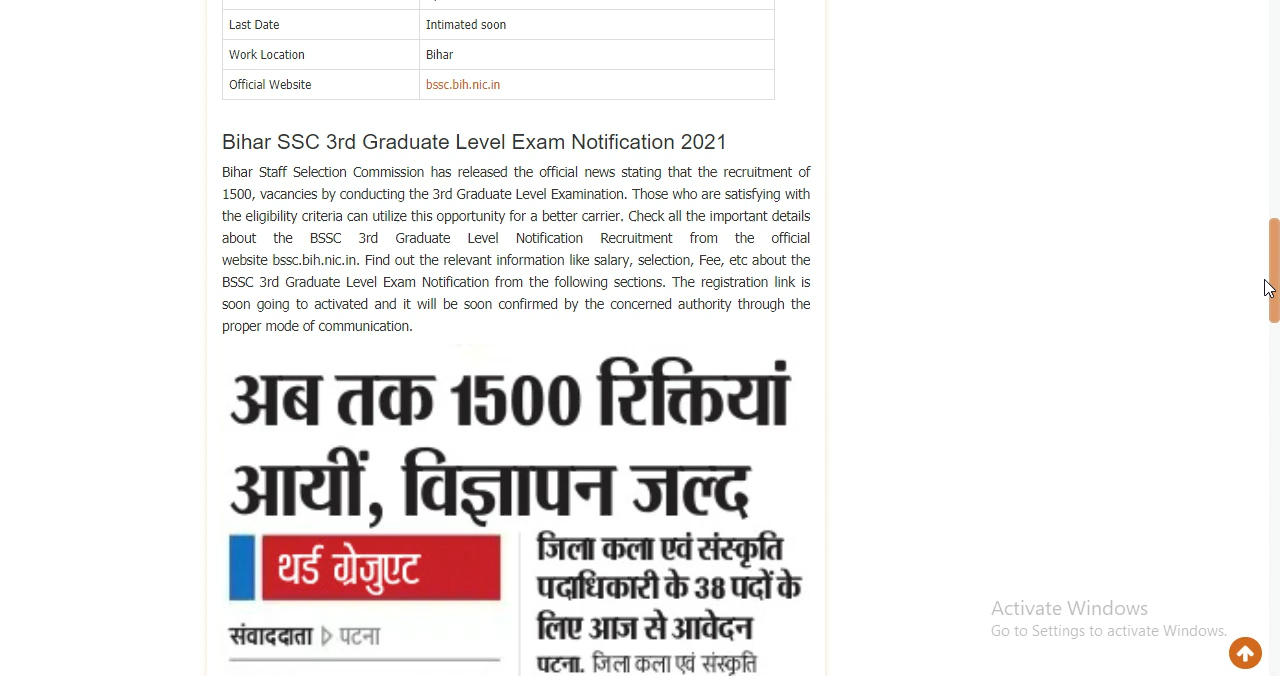 Last Date Intimated soon
Work Location Bihar
Official Website bssc.bih.nic.in
Bihar SSC 3rd Graduate Level Exam Notification 2021
Bihar Staff Selection Commission has released the official news stating that the recruitment of
1500, vacancies by conducting the 3rd Graduate Level Examination. Those who are satisfying with
the eligibility criteria can utilize this opportunity for a better carrier. Check all the important details
about the BSSC 3rd Graduate Level Notification Recruitment from the official
website bssc.bih.nic.in. Find out the relevant information like salary, selection, Fee, etc about the
BSSC 3rd Graduate Level Exam Notification from the following sections. The registration link is
soon going to activated and it will be soon confirmed by the concerned authority through the
proper mode of communication.
अब तक 1500 रिक्तियां
आयीं, विज्ञापन जल्द
थर्ड ग्रेजुएट
संवाददाता ▷ पटना
जिला कला एवं संस्कृति
पदाधिकारी के 38 पदों के
लिए आज से आवेदन
पटना. जिला कला एवं संस्कृति
Activate Windows
Go to Settings to activate Windows.